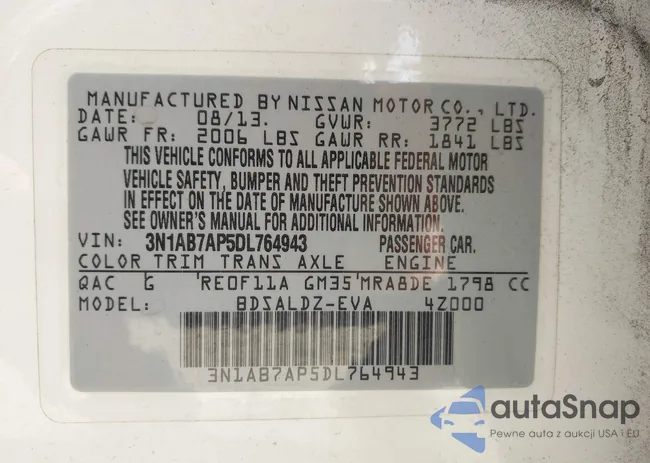 MANUFACTURED BY NISSAN MOTOR CO., LTD.
DATE: 08/13. GVWR: 3772 LBS
GAWR FR: 2006 LBS GAWR RR: 1841 LBS
THIS VEHICLE CONFORMS TO ALL APPLICABLE FEDERAL MOTOR
VEHICLE SAFETY, BUMPER AND THEFT PREVENTION STANDARDS
IN EFFECT ON THE DATE OF MANUFACTURE SHOWN ABOVE.
SEE OWNER'S MANUAL FOR ADDITIONAL INFORMATION.
VIN: 3N1AB7AP5DL764943 PASSENGER CAR.
COLOR TRIM TRANS AXLE ENGINE
QAC G RE0F11A GM35 MRA8DE 1798 CC
MODEL: BDSALDZ-EVA 4Z000
3N1AB7AP5DL764943
autaSnap
Pewne auta z aukcji USA i EU